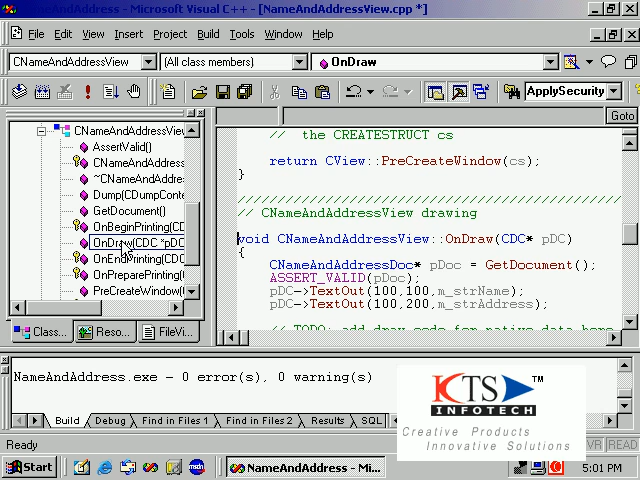 NameAndAddress - Microsoft Visual C++ - [NameAndAddressView.cpp *]
File Edit View Insert Project Build Tools Window Help
CNameAndAddressView
(All class members)
OnDraw
ApplySecurity
Goto
CNameAndAddressView
AssertValid()
CNameAndAddress
~CNameAndAddress
Dump(CDumpConte
GetDocument()
OnBeginPrinting(CD
OnDraw(CDC *pDC
OnEndPrinting(CDC
OnPreparePrinting(
PreCreateWindow(
Class...
Reso...
FileVi...
// the CREATESTRUCT cs
return CView::PreCreateWindow(cs);
}
// CNameAndAddressView drawing
void CNameAndAddressView::OnDraw(CDC* pDC)
{
CNameAndAddressDoc* pDoc = GetDocument();
ASSERT_VALID(pDoc);
pDC->TextOut(100,100,m_strName);
pDC->TextOut(100,200,m_strAddress);
// TODO: add draw code for native data here
NameAndAddress.exe - 0 error(s), 0 warning(s)
Build
Debug
Find in Files 1
Find in Files 2
Results
SQL
KTS™
INFOTECH
Creative Products
Innovative Solutions
Ready
VR READ
Start
msdn
NameAndAddress - Mi...
5:01 PM